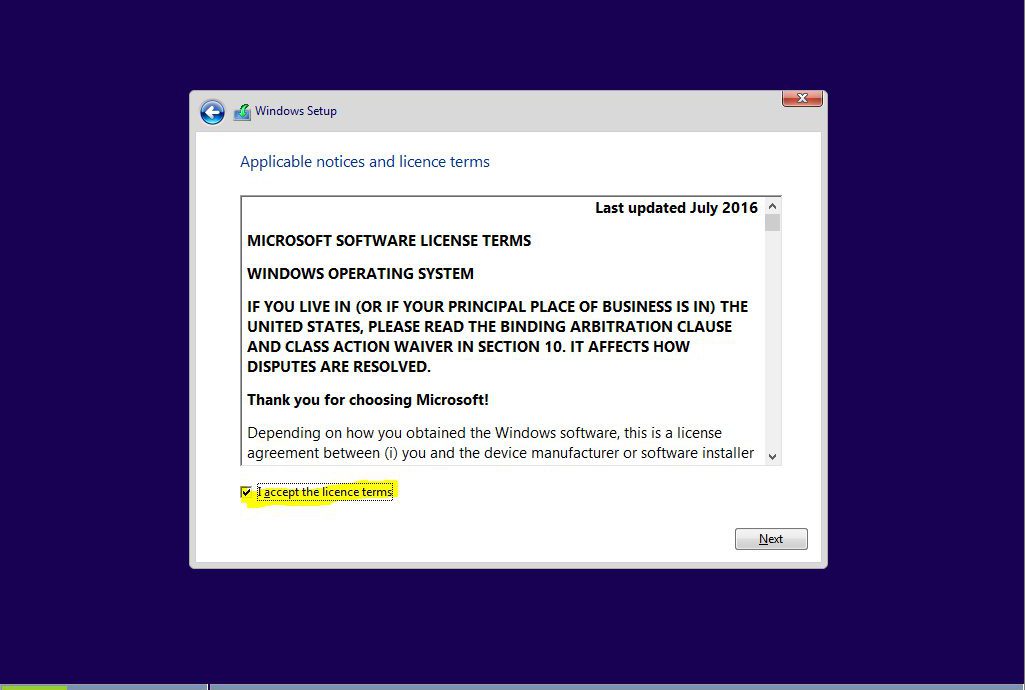 Windows Setup
Applicable notices and licence terms
Last updated July 2016
MICROSOFT SOFTWARE LICENSE TERMS
WINDOWS OPERATING SYSTEM
IF YOU LIVE IN (OR IF YOUR PRINCIPAL PLACE OF BUSINESS IS IN) THE
UNITED STATES, PLEASE READ THE BINDING ARBITRATION CLAUSE
AND CLASS ACTION WAIVER IN SECTION 10. IT AFFECTS HOW
DISPUTES ARE RESOLVED.
Thank you for choosing Microsoft!
Depending on how you obtained the Windows software, this is a license
agreement between (i) you and the device manufacturer or software installer
I accept the licence terms
Next